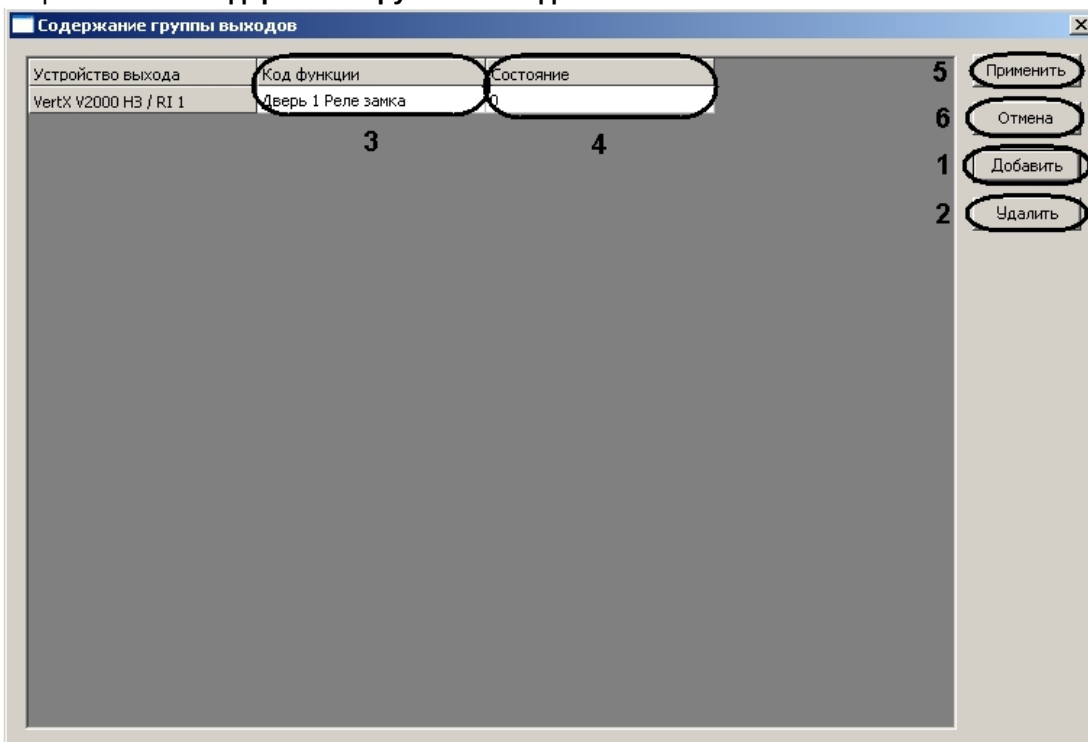 Содержание группы выходов
Устройство выхода Код функции Состояние 5 Применить
VertX V2000 НЗ / RI 1 Дверь 1 Реле замка 0
6 Отмена
3 4
1 Добавить
2 Удалить